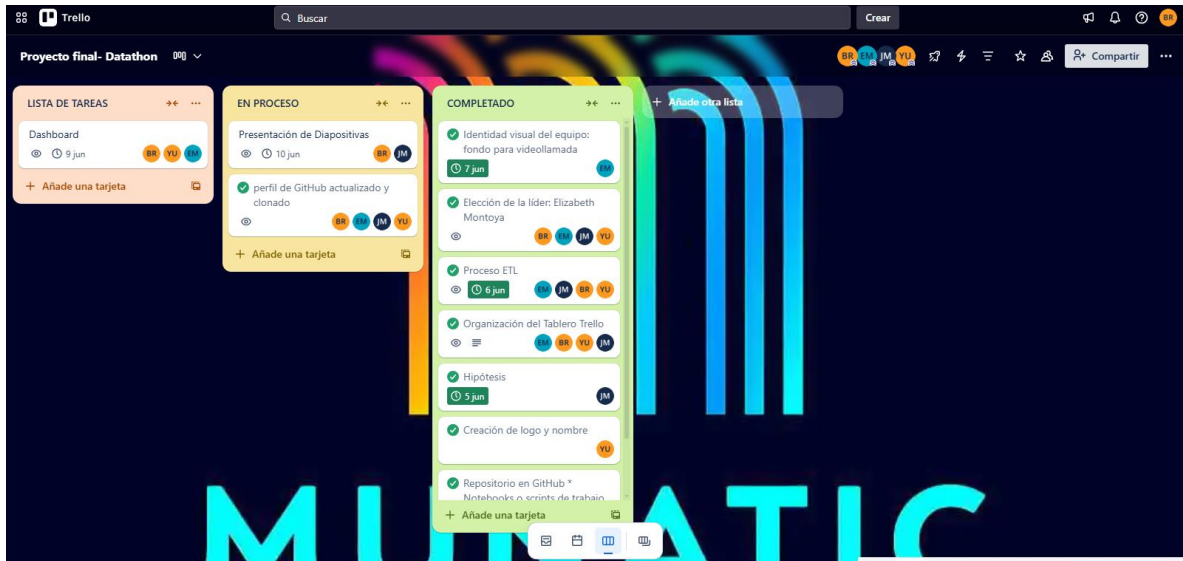 Trello
Buscar
Crear
BR
Proyecto final- Datathon
BR EM JM YU
Compartir
LISTA DE TAREAS
Dashboard
9 jun
BR YU EM
+ Añade una tarjeta
EN PROCESO
Presentación de Diapositivas
10 jun
BR JM
perfil de GitHub actualizado y
clonado
BR EM JM YU
+ Añade una tarjeta
COMPLETADO
Identidad visual del equipo:
fondo para videollamada
7 jun
EM
Elección de la líder: Elizabeth
Montoya
BR EM JM YU
Proceso ETL
6 jun
EM JM BR YU
Organización del Tablero Trello
EM BR YU JM
Hipótesis
5 jun
JM
Creación de logo y nombre
YU
Repositorio en GitHub *
Notebooks o scripts de trabajo
+ Añade una tarjeta
+ Añade otra lista